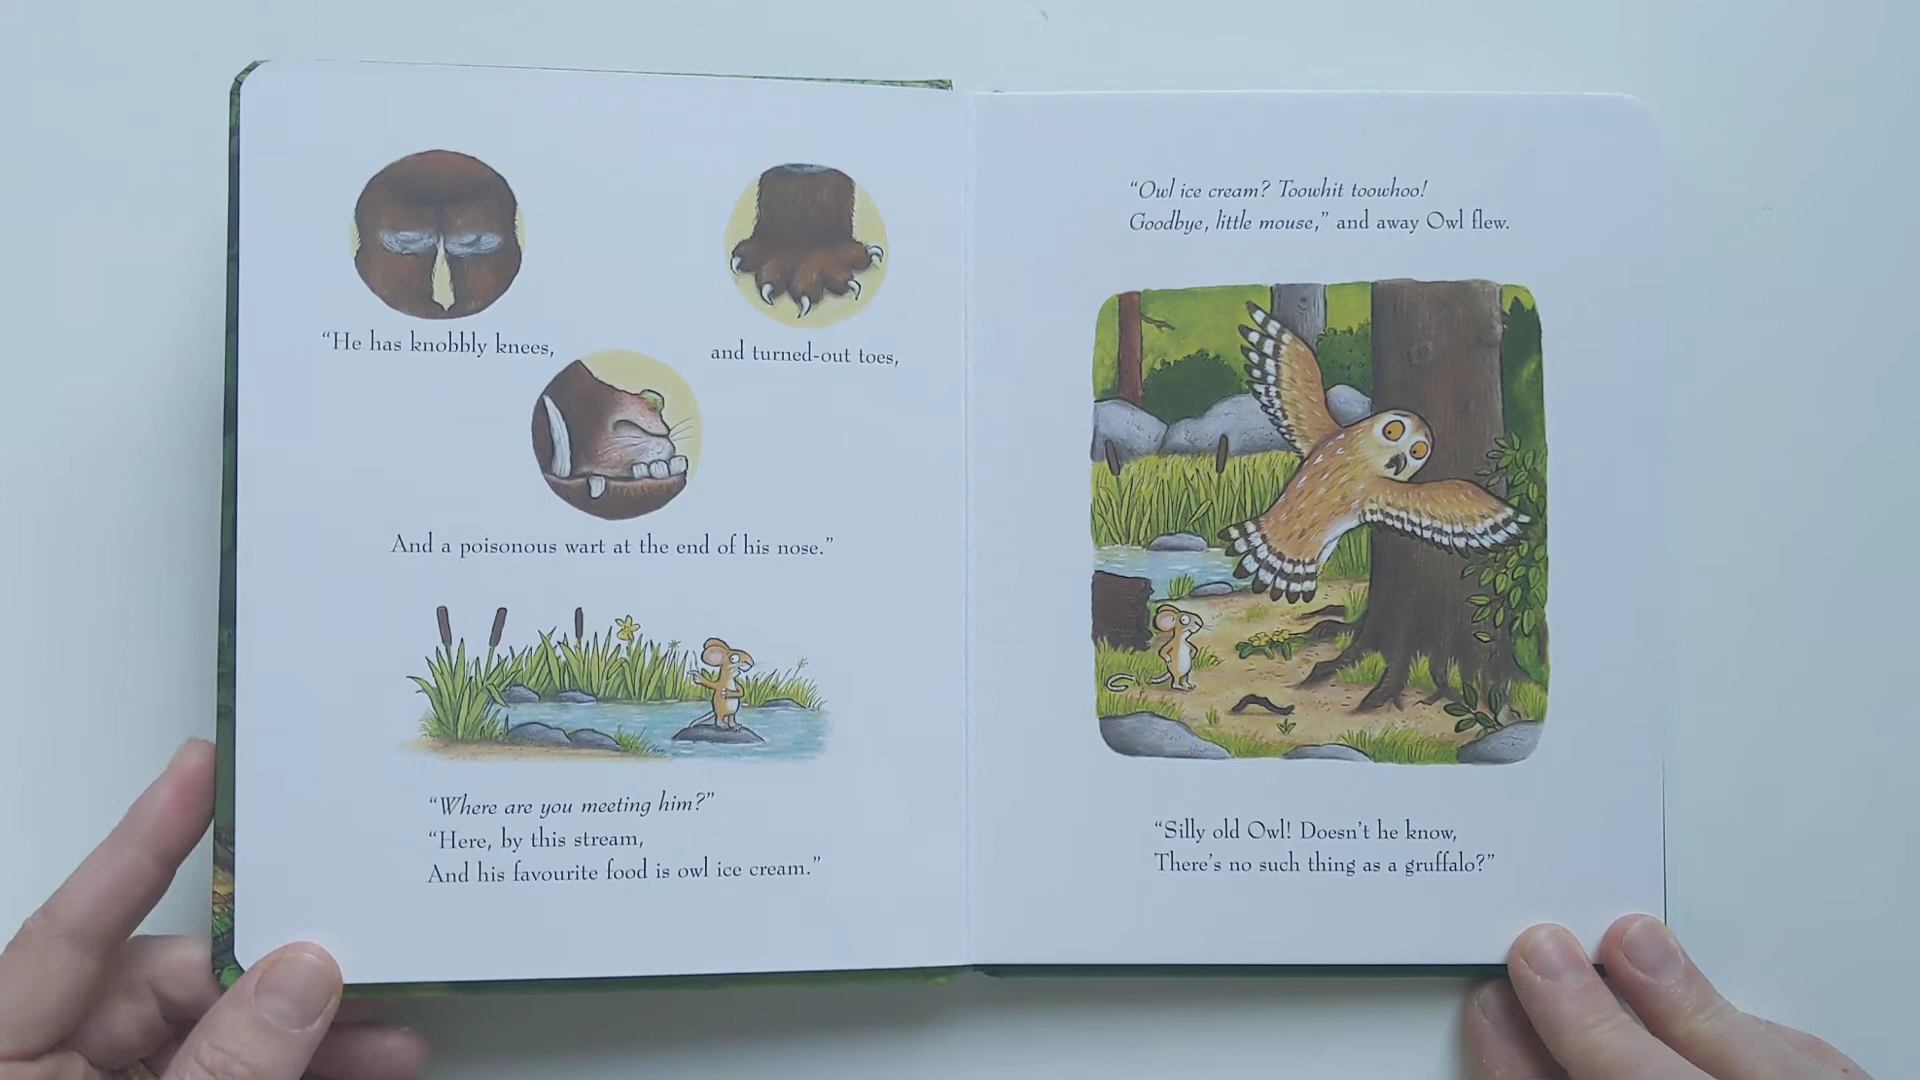 “He has knobbly knees,
and turned-out toes,
And a poisonous wart at the end of his nose.”
“Where are you meeting him?”
“Here, by this stream,
And his favourite food is owl ice cream.”
“Owl ice cream? Toowhit toowhoo!
Goodbye, little mouse,” and away Owl flew.
“Silly old Owl! Doesn’t he know,
There’s no such thing as a gruffalo?”